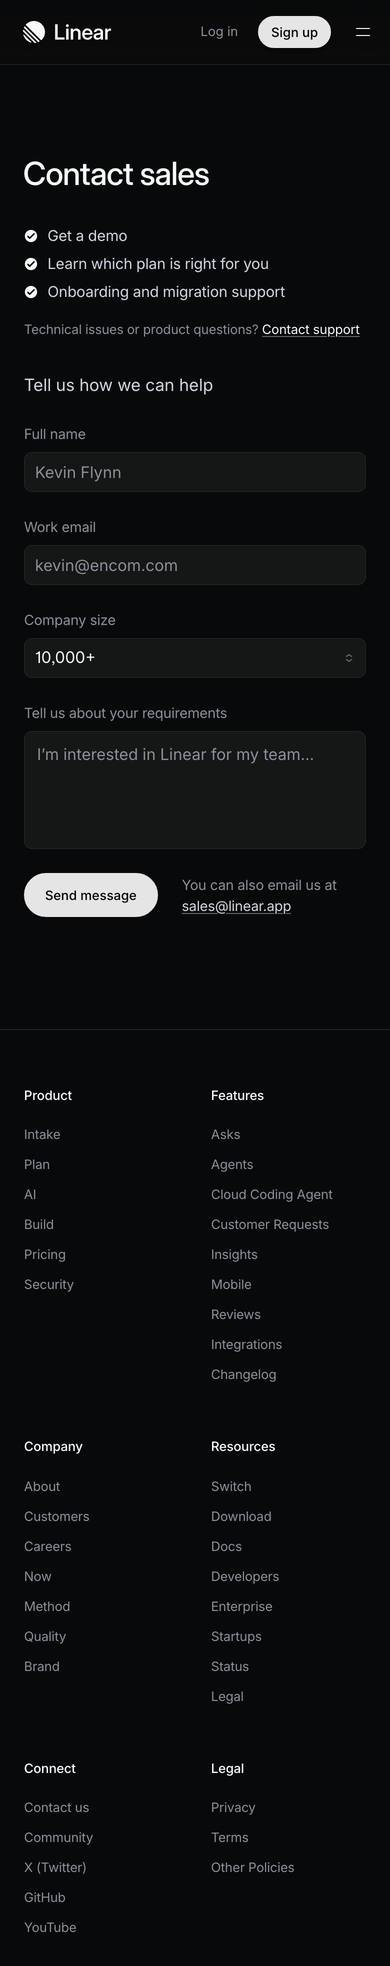 Linear
Log in
Sign up
Contact sales
Get a demo
Learn which plan is right for you
Onboarding and migration support
Technical issues or product questions? Contact support
Tell us how we can help
Full name
Kevin Flynn
Work email
kevin@encom.com
Company size
10,000+
Tell us about your requirements
I’m interested in Linear for my team...
Send message
You can also email us at
sales@linear.app
Product
Intake
Plan
AI
Build
Pricing
Security
Features
Asks
Agents
Cloud Coding Agent
Customer Requests
Insights
Mobile
Reviews
Integrations
Changelog
Company
About
Customers
Careers
Now
Method
Quality
Brand
Resources
Switch
Download
Docs
Developers
Enterprise
Startups
Status
Legal
Connect
Contact us
Community
X (Twitter)
GitHub
YouTube
Legal
Privacy
Terms
Other Policies